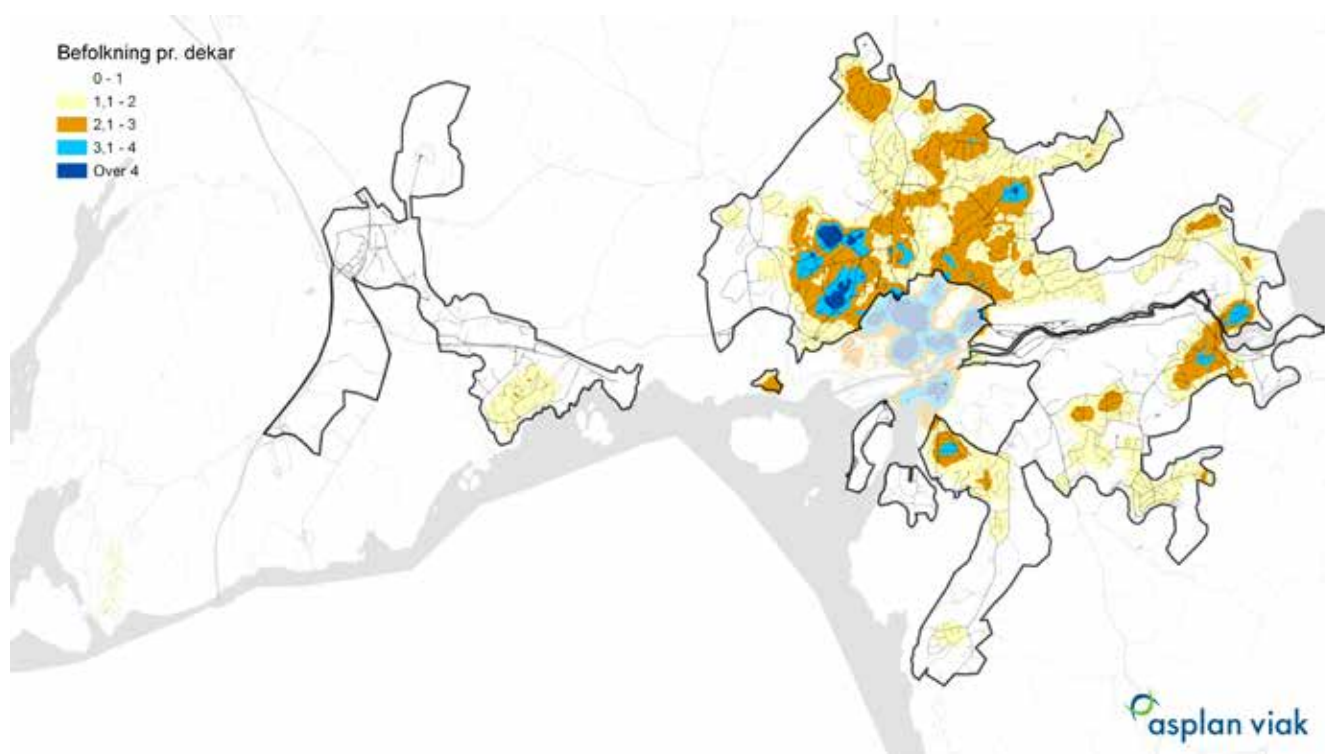 Befolkning pr. dekar
0 - 1
1,1 - 2
2,1 - 3
3,1 - 4
Over 4
asplan viak